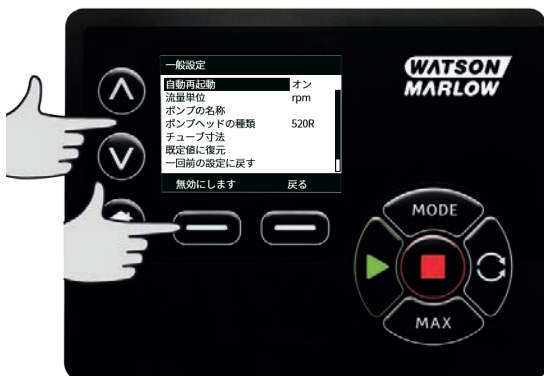 一般設定
自動再起動 オン
流量単位 rpm
ポンプの名称
ポンプヘッドの種類 520R
チューブ寸法
既定値に復元
一回前の設定に戻す
無効にします 戻る
WATSON
MARLOW
MODE
MAX